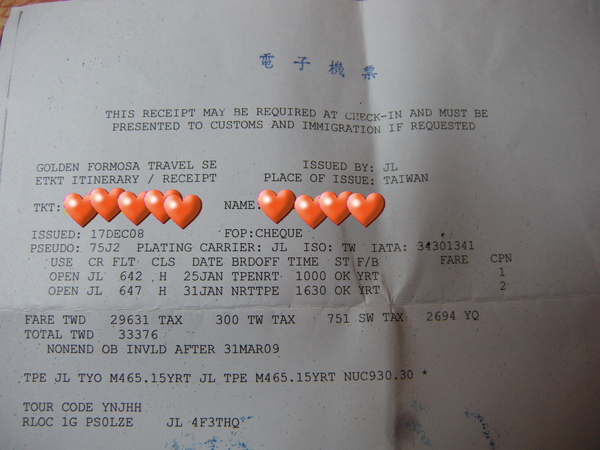 電子機票
THIS RECEIPT MAY BE REQUIRED AT CHECK-IN AND MUST BE
PRESENTED TO CUSTOMS AND IMMIGRATION IF REQUESTED
GOLDEN FORMOSA TRAVEL SE ISSUED BY: JL
ETKT ITINERARY / RECEIPT PLACE OF ISSUE: TAIWAN
TKT: NAME:
ISSUED: 17DEC08 FOP:CHEQUE
PSEUDO: 75J2 PLATING CARRIER: JL ISO: TW IATA: 34301341
USE CR FLT CLS DATE BRDOFF TIME ST F/B FARE CPN
OPEN JL 642 H 25JAN TPENRT 1000 OK YRT 1
OPEN JL 647 H 31JAN NRTTPE 1630 OK YRT 2
FARE TWD 29631 TAX 300 TW TAX 751 SW TAX 2694 YQ
TOTAL TWD 33376
NONEND OB INVLD AFTER 31MAR09
TPE JL TYO M465.15YRT JL TPE M465.15YRT NUC930.30 *
TOUR CODE YNJHH
RLOC 1G PS0LZE JL 4F3THQ